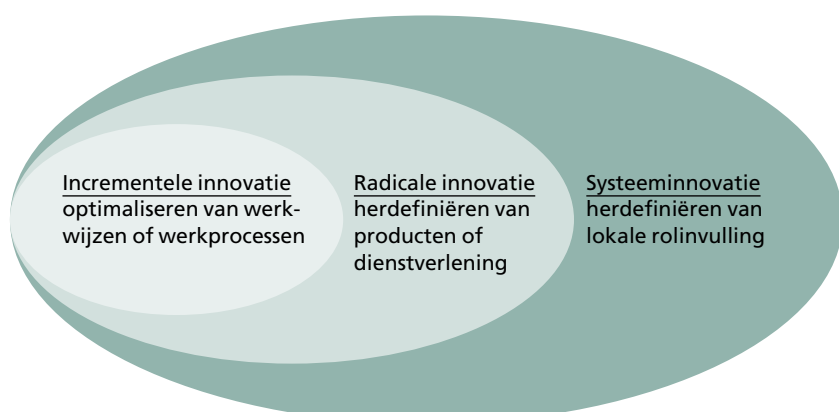 Incrementele innovatie
optimaliseren van werk-
wijzen of werkprocessen
Radicale innovatie
herdefiniëren van
producten of
dienstverlening
Systeeminnovatie
herdefiniëren van
lokale rolinvulling